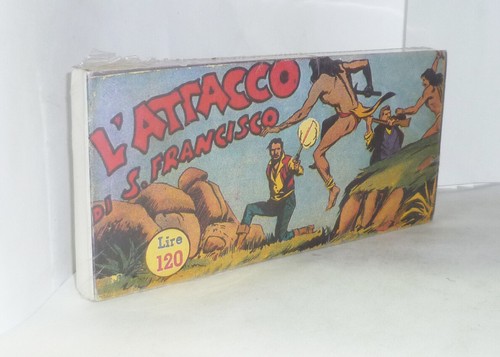 L'ATTACCO
DI S. FRANCISCO
Lire
120